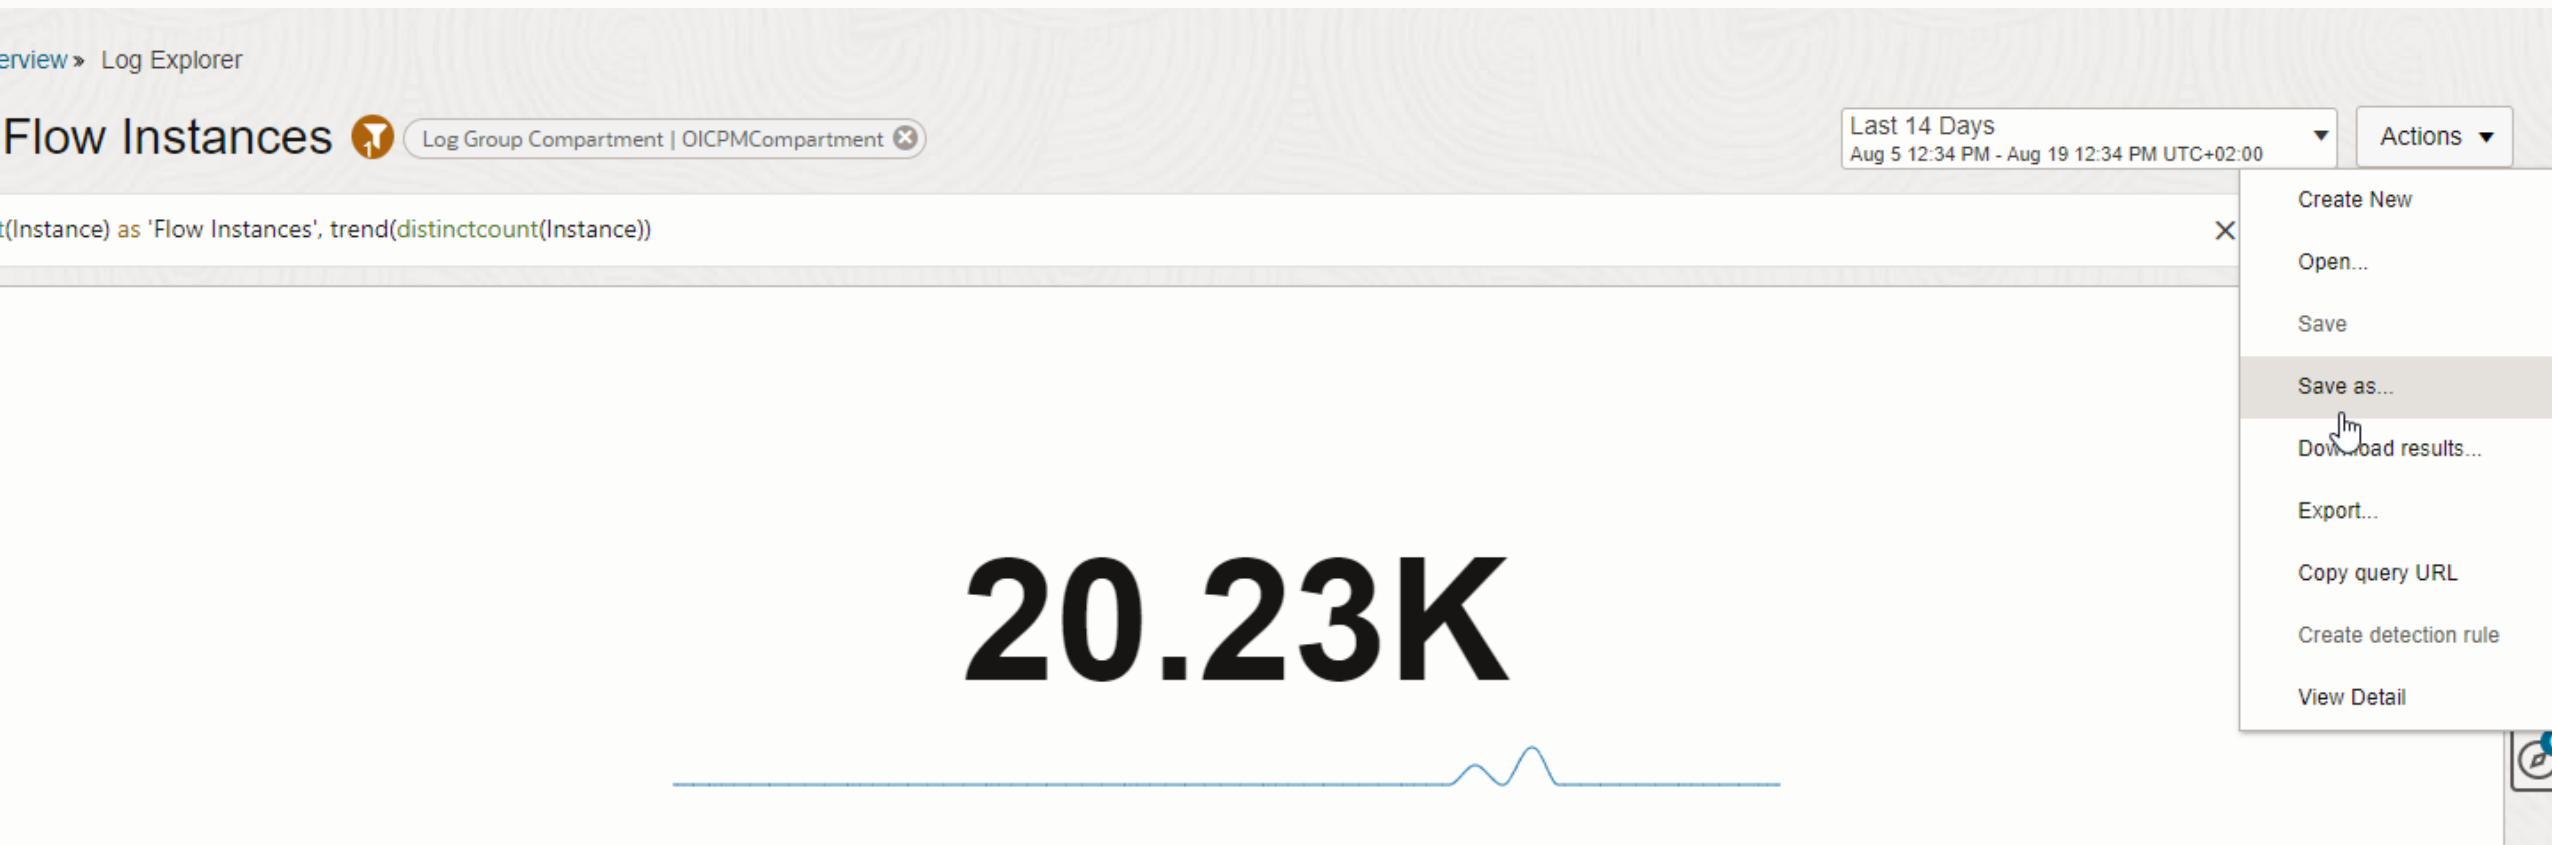 erview » Log Explorer
Flow Instances 1 Log Group Compartment | OICPMCompartment
Last 14 Days
Aug 5 12:34 PM - Aug 19 12:34 PM UTC+02:00
Actions
t(Instance) as 'Flow Instances', trend(distinctcount(Instance))
Create New
Open...
Save
Save as...
Download results...
Export...
Copy query URL
Create detection rule
View Detail
20.23K